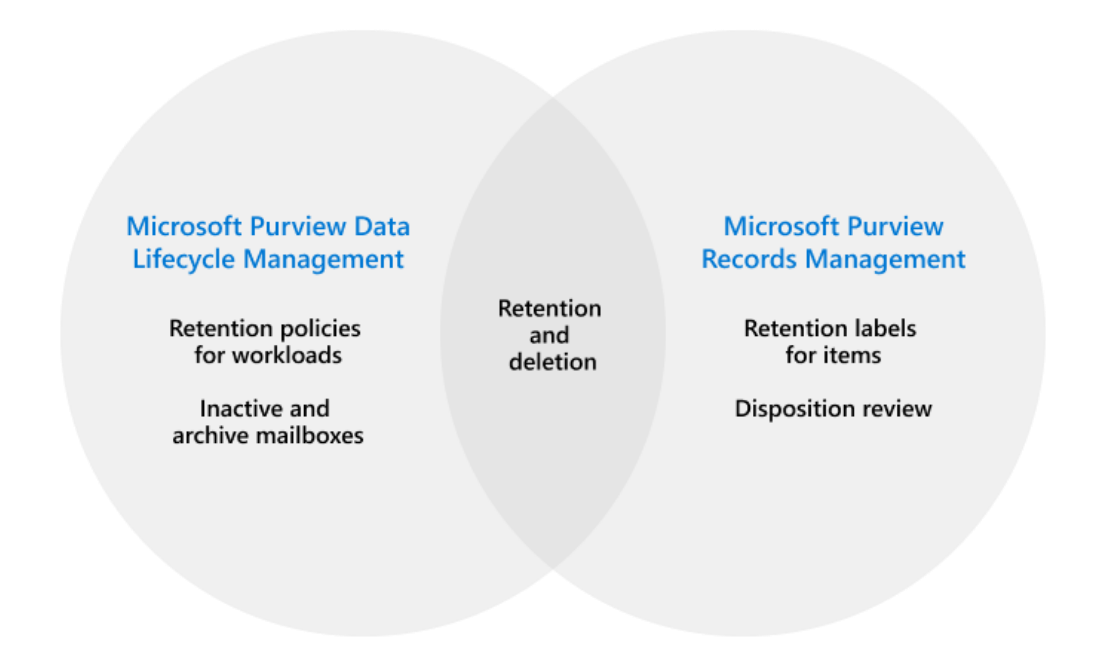 Microsoft Purview Data
Lifecycle Management
Retention policies
for workloads
Inactive and
archive mailboxes
Retention
and
deletion
Microsoft Purview
Records Management
Retention labels
for items
Disposition review